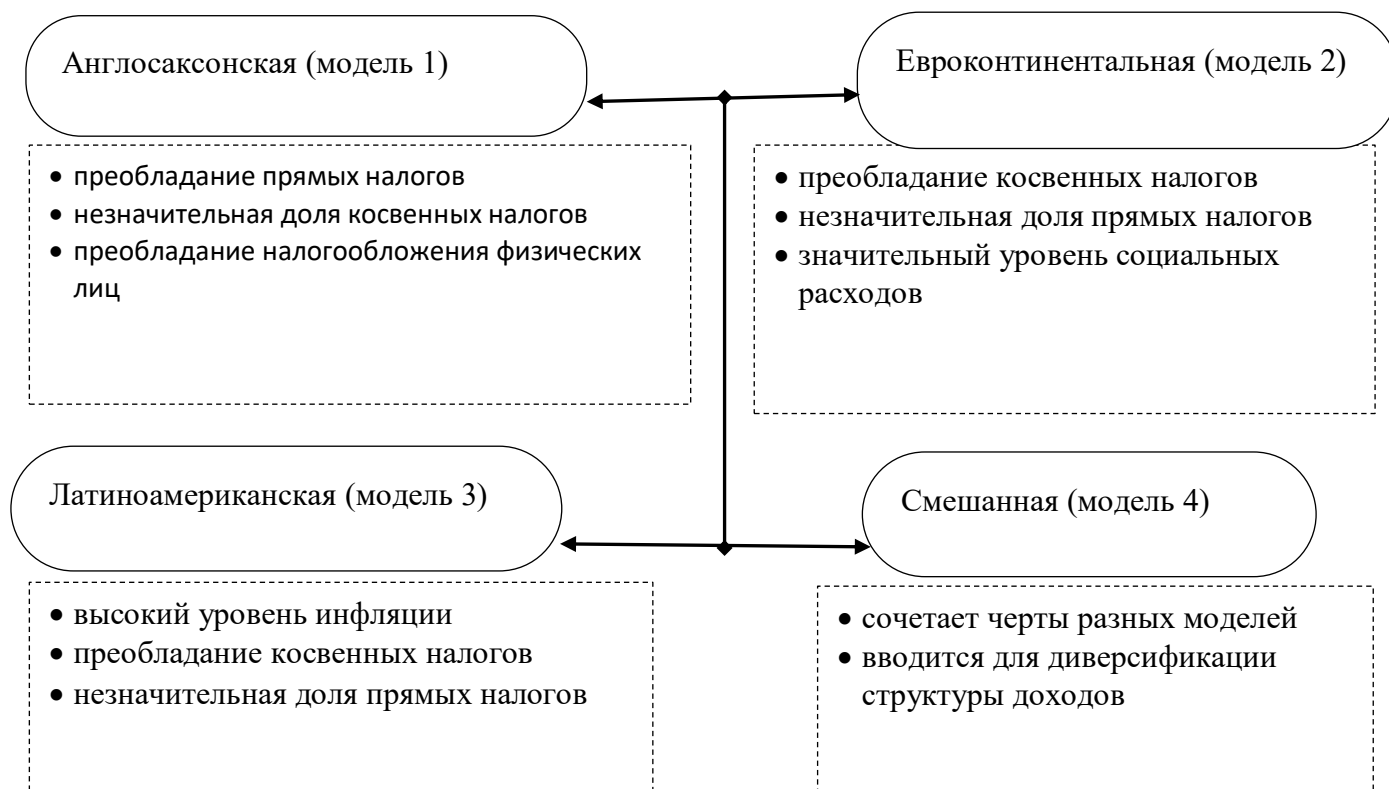 Англосаксонская (модель 1)
• преобладание прямых налогов
• незначительная доля косвенных налогов
• преобладание налогообложения физических
лиц
Евроконтинентальная (модель 2)
• преобладание косвенных налогов
• незначительная доля прямых налогов
• значительный уровень социальных
расходов
Латиноамериканская (модель 3)
• высокий уровень инфляции
• преобладание косвенных налогов
• незначительная доля прямых налогов
Смешанная (модель 4)
• сочетает черты разных моделей
• вводится для диверсификации
структуры доходов